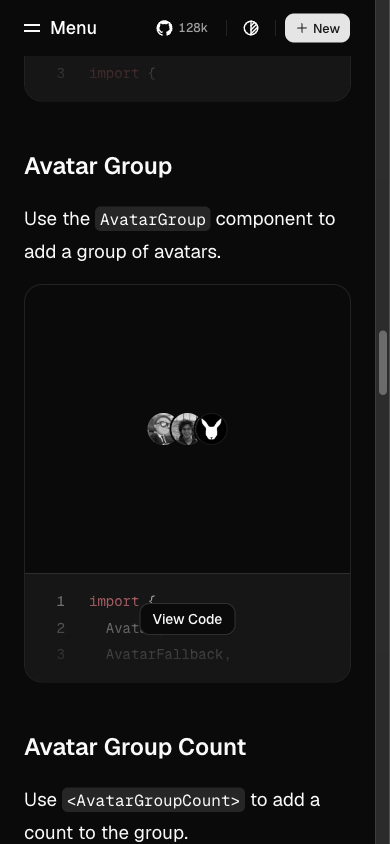 Menu 128k + New
3 import {
Avatar Group
Use the AvatarGroup component to
add a group of avatars.
1 import {
2 Avat
View Code
3 AvatarFallback,
Avatar Group Count
Use <AvatarGroupCount> to add a
count to the group.